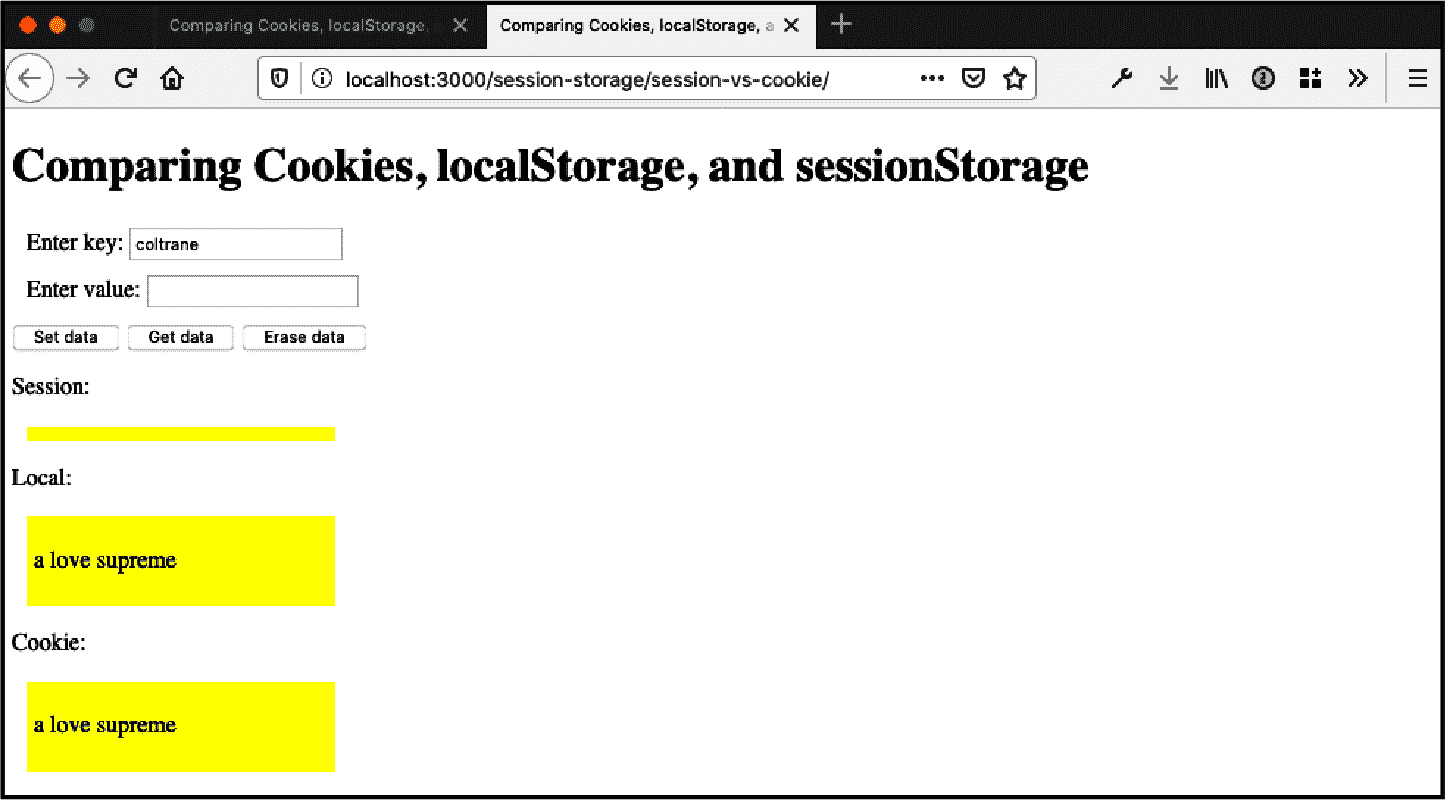 Comparing Cookies, localStorage,
Comparing Cookies, localStorage, a
localhost:3000/session-storage/session-vs-cookie/
Comparing Cookies, localStorage, and sessionStorage
Enter key: coltrane
Enter value:
Set data Get data Erase data
Session:
Local:
a love supreme
Cookie:
a love supreme